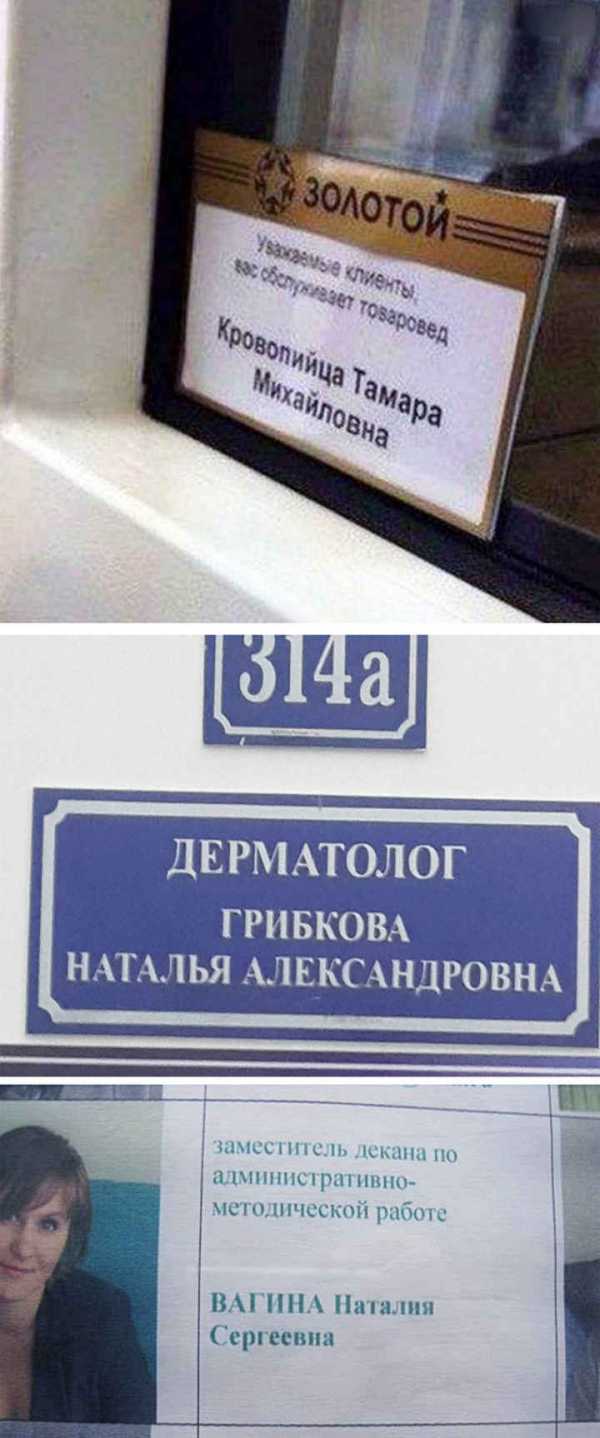 ЗОЛОТОЙ
Уважаемые клиенты,
вас обслуживает товаровед
Кровопийца Тамара
Михайловна
314а
ДЕРМАТОЛОГ
ГРИБКОВА
НАТАЛЬЯ АЛЕКСАНДРОВНА
заместитель декана по
административно-
методической работе
ВАГИНА Наталия
Сергеевна